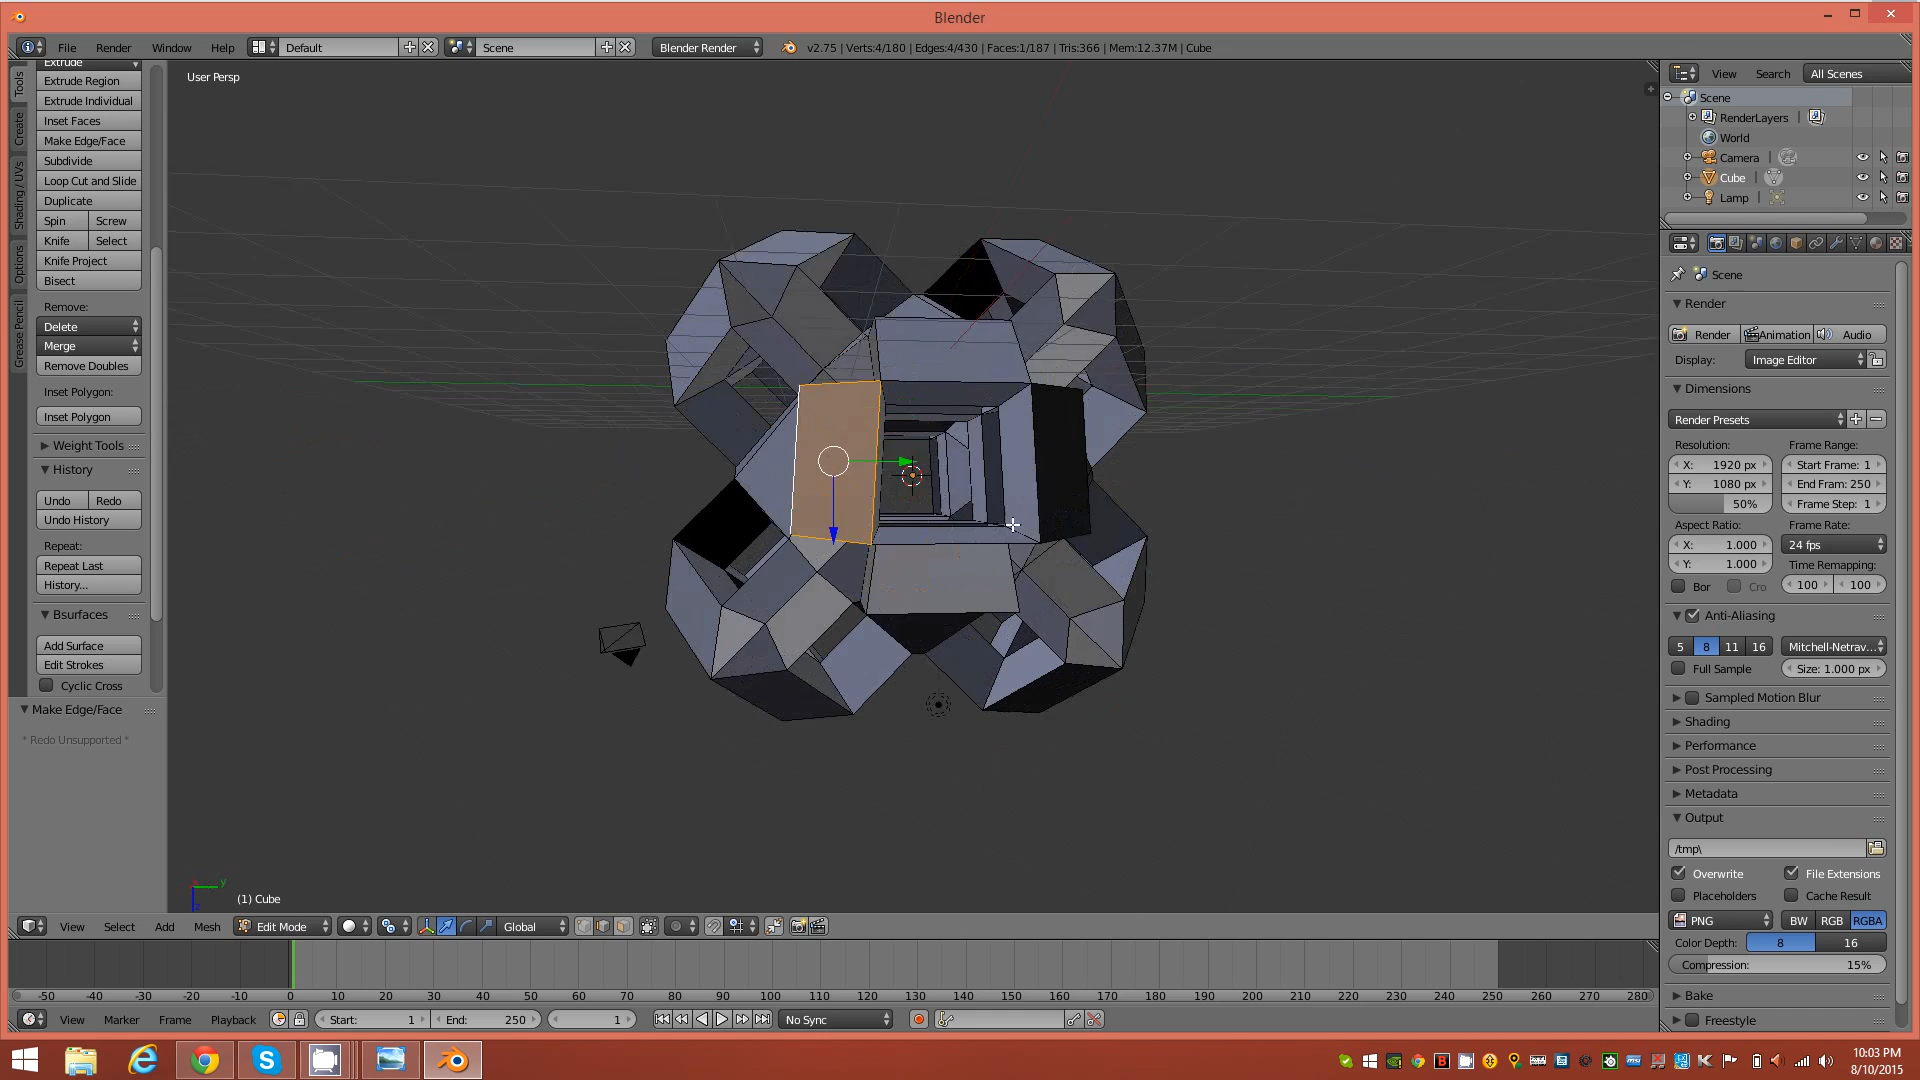 Blender
File Render Window Help Default Scene Blender Render v2.75 | Verts:4/180 | Edges:4/430 | Faces:1/187 | Tris:366 | Mem:12.37M | Cube
Tools
Create
Shading / UVs
Options
Grease Pencil
Extrude
Extrude Region
Extrude Individual
Inset Faces
Make Edge/Face
Subdivide
Loop Cut and Slide
Duplicate
Spin Screw
Knife Select
Knife Project
Bisect
Remove:
Delete
Merge
Remove Doubles
Inset Polygon:
Inset Polygon
Weight Tools
History
Undo Redo
Undo History
Repeat:
Repeat Last
History...
Bsurfaces
Add Surface
Edit Strokes
Cyclic Cross
Make Edge/Face
* Redo Unsupported *
User Persp
y
z
(1) Cube
View Select Add Mesh Edit Mode Global
View Search All Scenes
Scene
RenderLayers |
World
Camera |
Cube |
Lamp |
Scene
Render
Render Animation Audio
Display: Image Editor
Dimensions
Render Presets
Resolution: Frame Range:
X: 1920 px Start Frame: 1
Y: 1080 px End Fram: 250
50% Frame Step: 1
Aspect Ratio: Frame Rate:
X: 1.000 24 fps
Y: 1.000 Time Remapping:
Bor Cro 100 100
Anti-Aliasing
5 8 11 16 Mitchell-Netrav...
Full Sample Size: 1.000 px
Sampled Motion Blur
Shading
Performance
Post Processing
Metadata
Output
/tmp\
Overwrite File Extensions
Placeholders Cache Result
PNG BW RGB RGBA
Color Depth: 8 16
Compression: 15%
Bake
Freestyle
-50 -40 -30 -20 -10 0 10 20 30 40 50 60 70 80 90 100 110 120 130 140 150 160 170 180 190 200 210 220 230 240 250 260 270 280
View Marker Frame Playback Start: 1 End: 250 1 No Sync
10:03 PM
8/10/2015